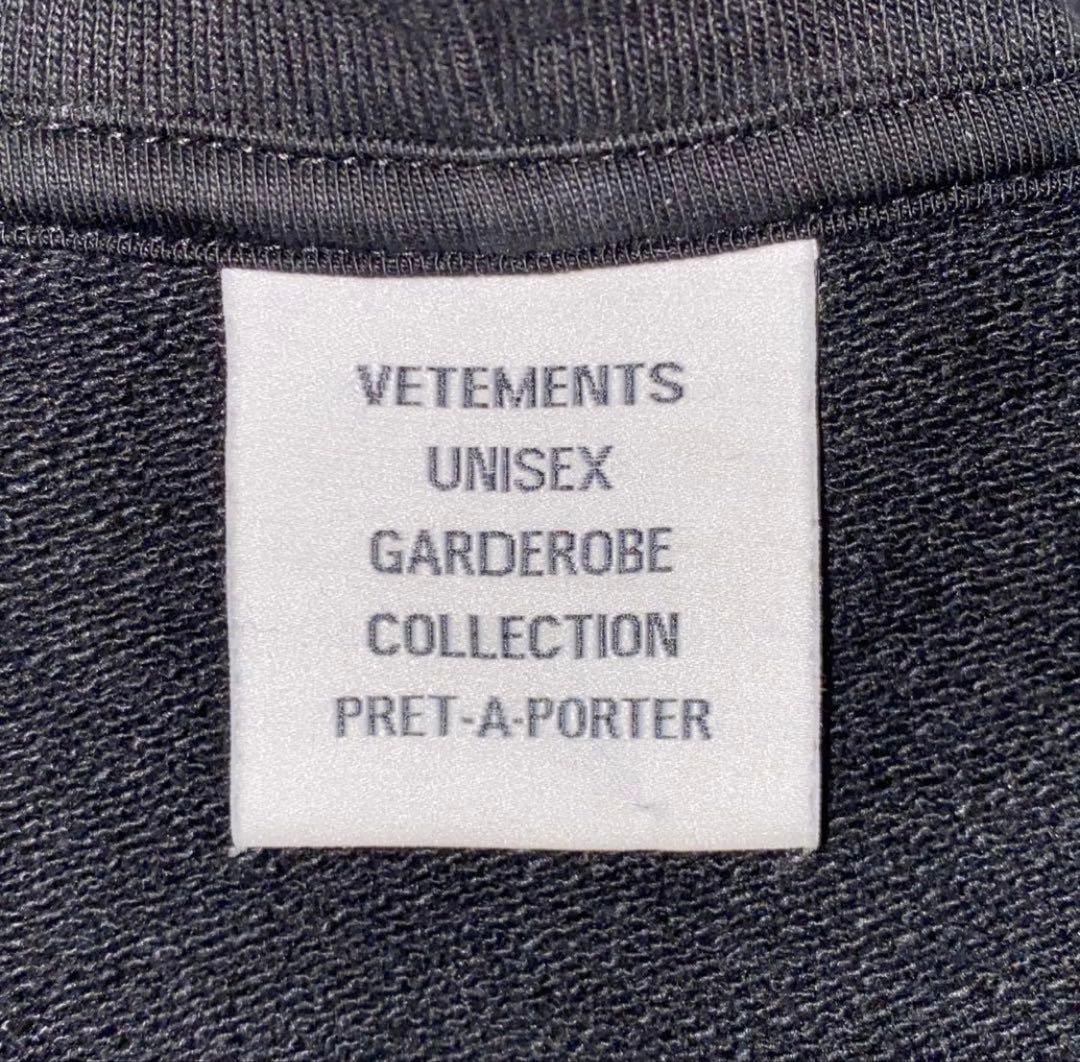 VETEMENTS
UNISEX
GARDEROBE
COLLECTION
PRET-A-PORTER